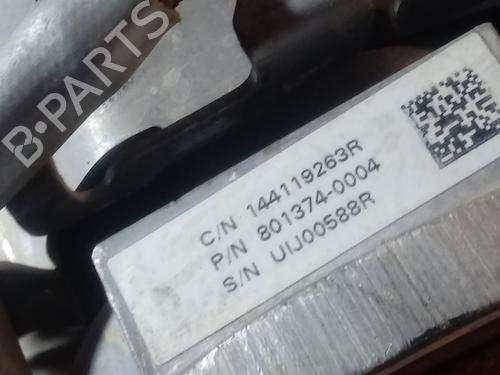 B-PARTS
C/N 144119263R
P/N 801374-0004
S/N UIJ00588R